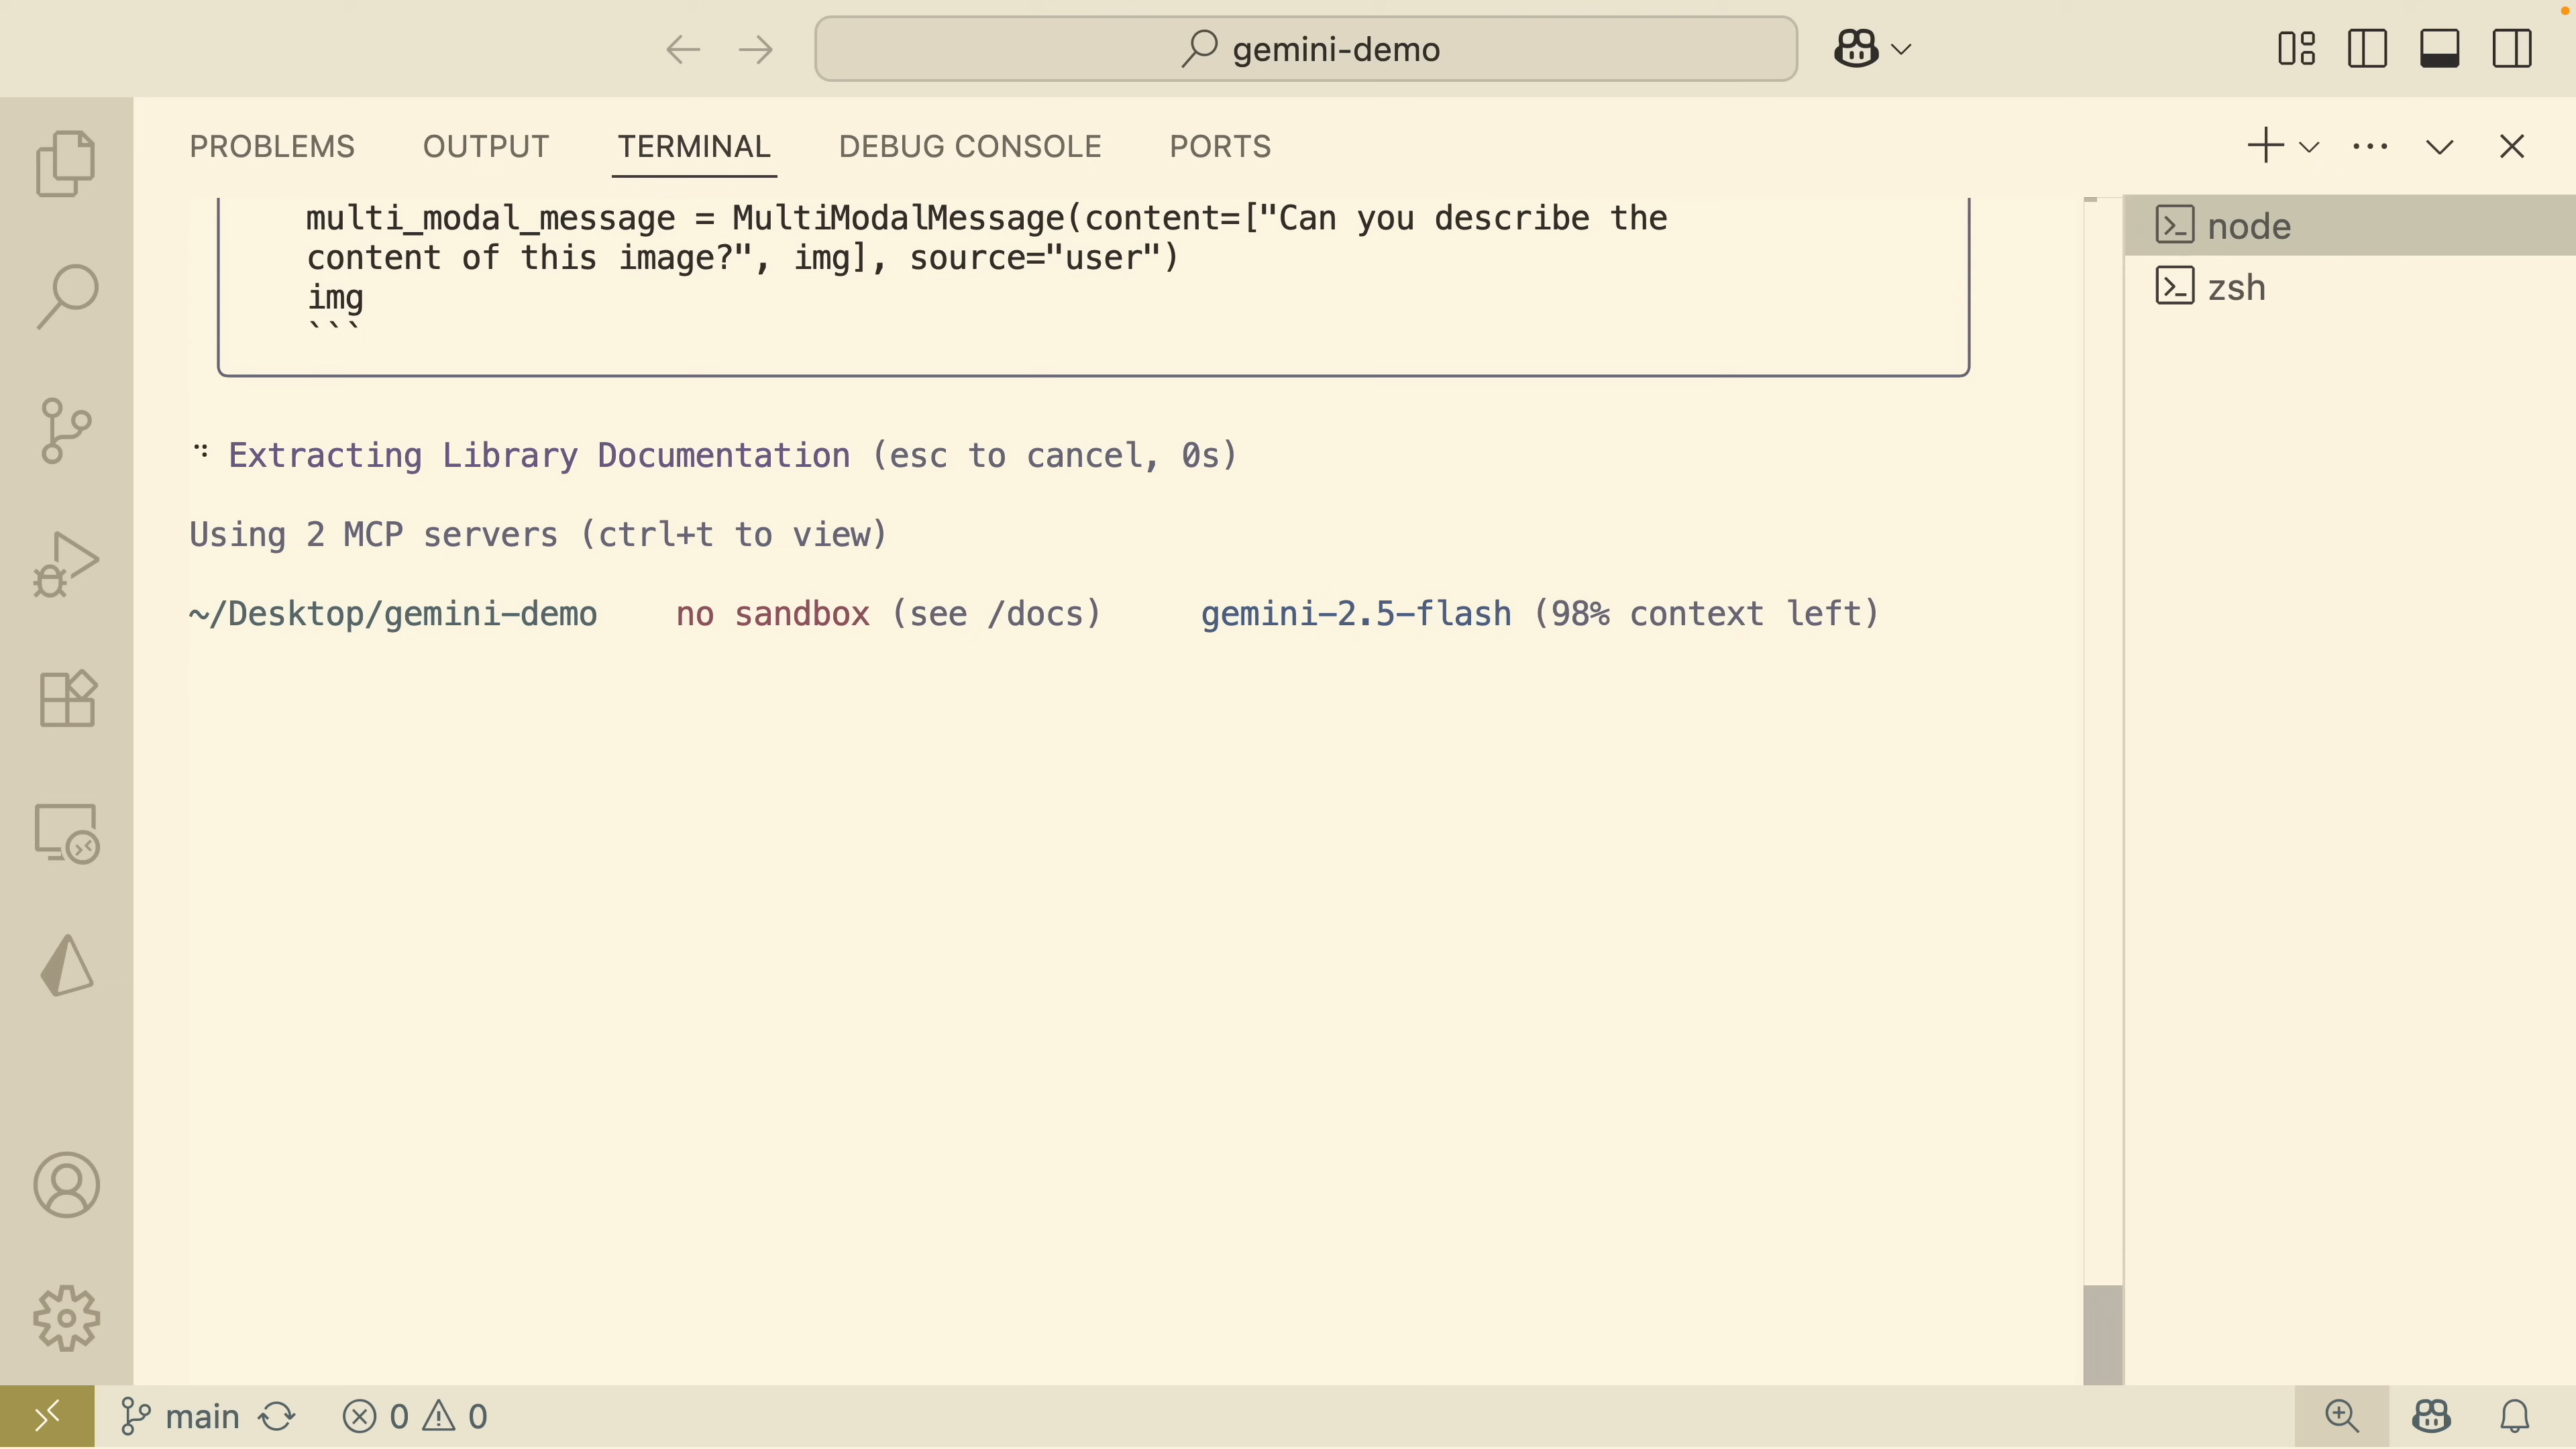 gemini-demo
PROBLEMS OUTPUT TERMINAL DEBUG CONSOLE PORTS
multi_modal_message = MultiModalMessage(content=["Can you describe the
content of this image?", img], source="user")
img
```
⠙ Extracting Library Documentation (esc to cancel, 0s)
Using 2 MCP servers (ctrl+t to view)
~/Desktop/gemini-demo no sandbox (see /docs) gemini-2.5-flash (98% context left)
node
zsh
main 0 0